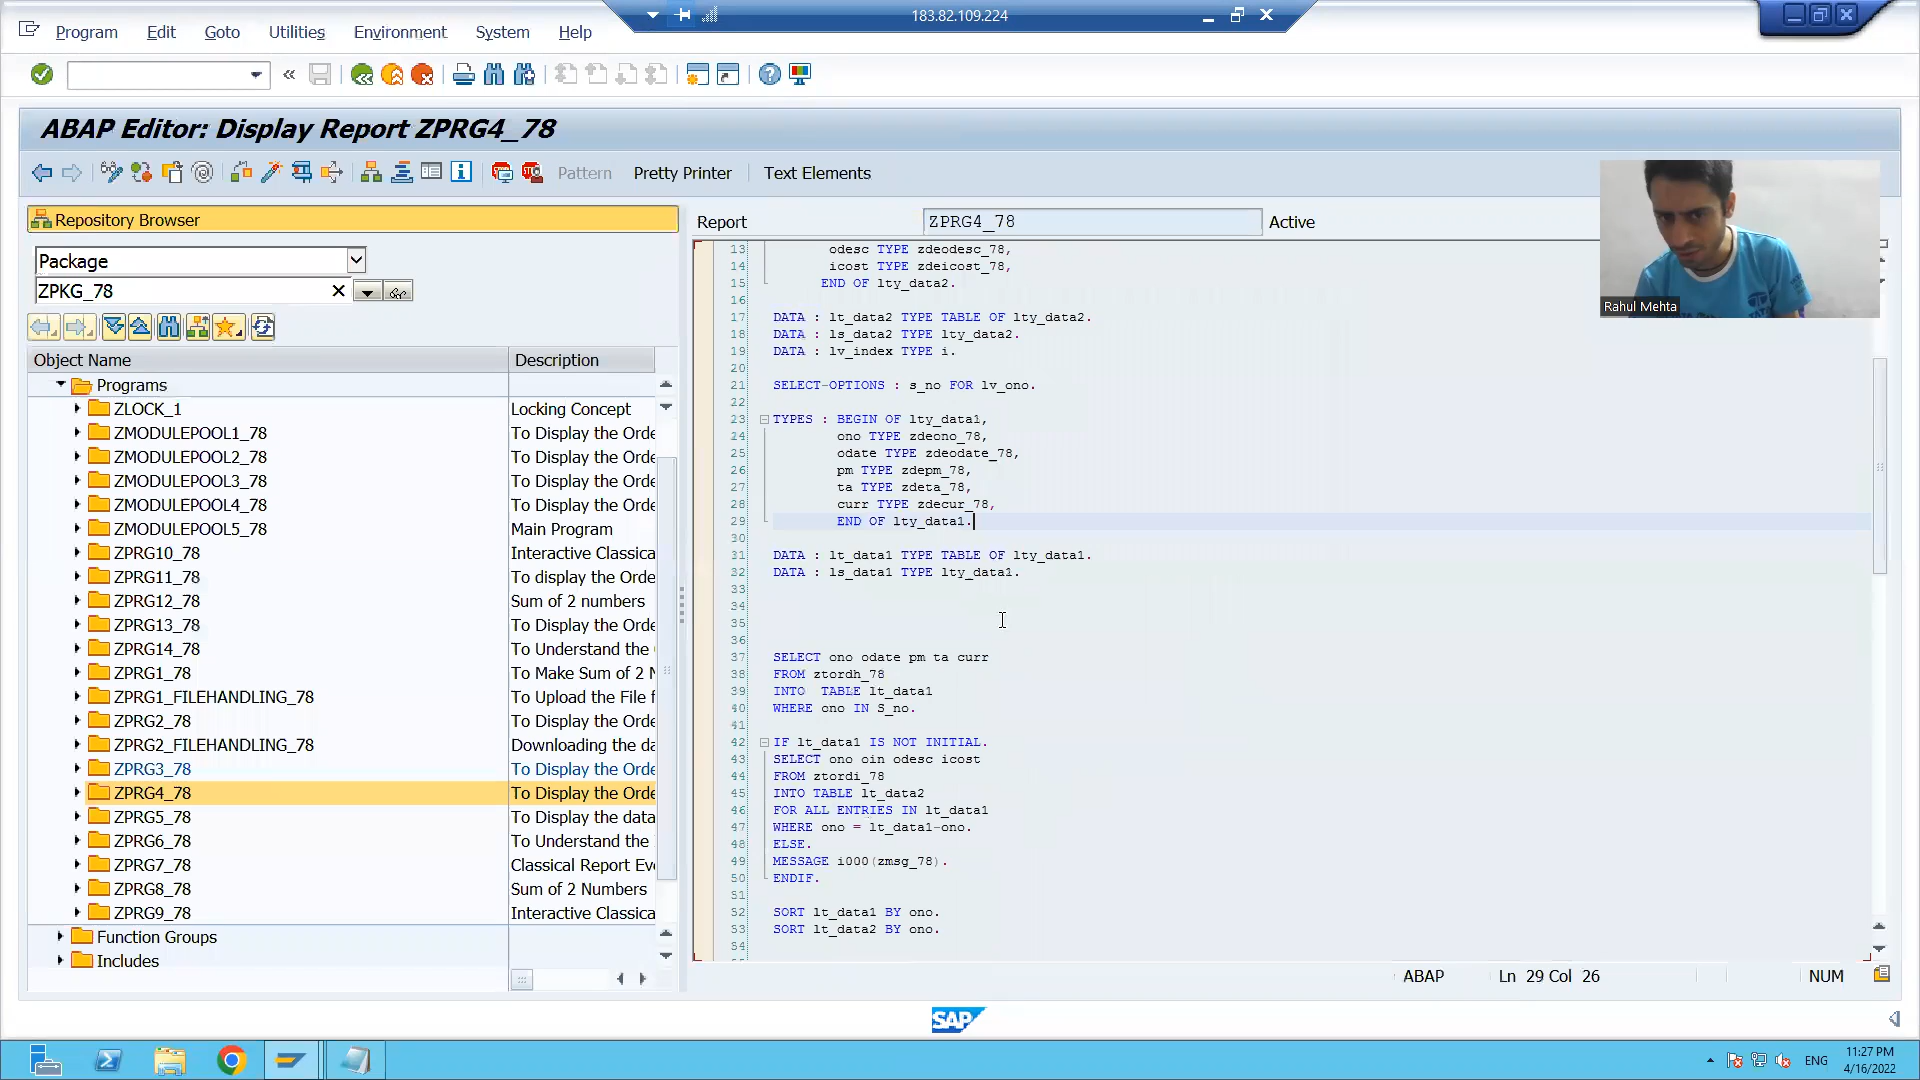 183.82.109.224
Program Edit Goto Utilities Environment System Help
ABAP Editor: Display Report ZPRG4_78
Pattern Pretty Printer Text Elements
Repository Browser
Package
ZPKG_78
Object Name Description
Programs
ZLOCK_1 Locking Concept
ZMODULEPOOL1_78 To Display the Orde
ZMODULEPOOL2_78 To Display the Orde
ZMODULEPOOL3_78 To Display the Orde
ZMODULEPOOL4_78 To Display the Orde
ZMODULEPOOL5_78 Main Program
ZPRG10_78 Interactive Classica
ZPRG11_78 To display the Orde
ZPRG12_78 Sum of 2 numbers
ZPRG13_78 To Display the Orde
ZPRG14_78 To Understand the
ZPRG1_78 To Make Sum of 2
ZPRG1_FILEHANDLING_78 To Upload the File f
ZPRG2_78 To Display the Orde
ZPRG2_FILEHANDLING_78 Downloading the da
ZPRG3_78 To Display the Orde
ZPRG4_78 To Display the Orde
ZPRG5_78 To Display the data
ZPRG6_78 To Understand the
ZPRG7_78 Classical Report Eve
ZPRG8_78 Sum of 2 Numbers
ZPRG9_78 Interactive Classica
Function Groups
Includes
Report ZPRG4_78 Active
13 odesc TYPE zdeodesc_78,
14 icost TYPE zdeicost_78,
15 END OF lty_data2.
16
17 DATA : lt_data2 TYPE TABLE OF lty_data2.
18 DATA : ls_data2 TYPE lty_data2.
19 DATA : lv_index TYPE i.
20
21 SELECT-OPTIONS : s_no FOR lv_ono.
22
23 TYPES : BEGIN OF lty_data1,
24 ono TYPE zdeono_78,
25 odate TYPE zdeodate_78,
26 pm TYPE zdepm_78,
27 ta TYPE zdeta_78,
28 curr TYPE zdecur_78,
29 END OF lty_data1.
30
31 DATA : lt_data1 TYPE TABLE OF lty_data1.
32 DATA : ls_data1 TYPE lty_data1.
33
34
35
36
37 SELECT ono odate pm ta curr
38 FROM ztordh_78
39 INTO TABLE lt_data1
40 WHERE ono IN S_no.
41
42 IF lt_data1 IS NOT INITIAL.
43 SELECT ono oin odesc icost
44 FROM ztordi_78
45 INTO TABLE lt_data2
46 FOR ALL ENTRIES IN lt_data1
47 WHERE ono = lt_data1-ono.
48 ELSE.
49 MESSAGE i000(zmsg_78).
50 ENDIF.
51
52 SORT lt_data1 BY ono.
53 SORT lt_data2 BY ono.
54
Rahul Mehta
ABAP Ln 29 Col 26 NUM
SAP
ENG
11:27 PM
4/16/2022